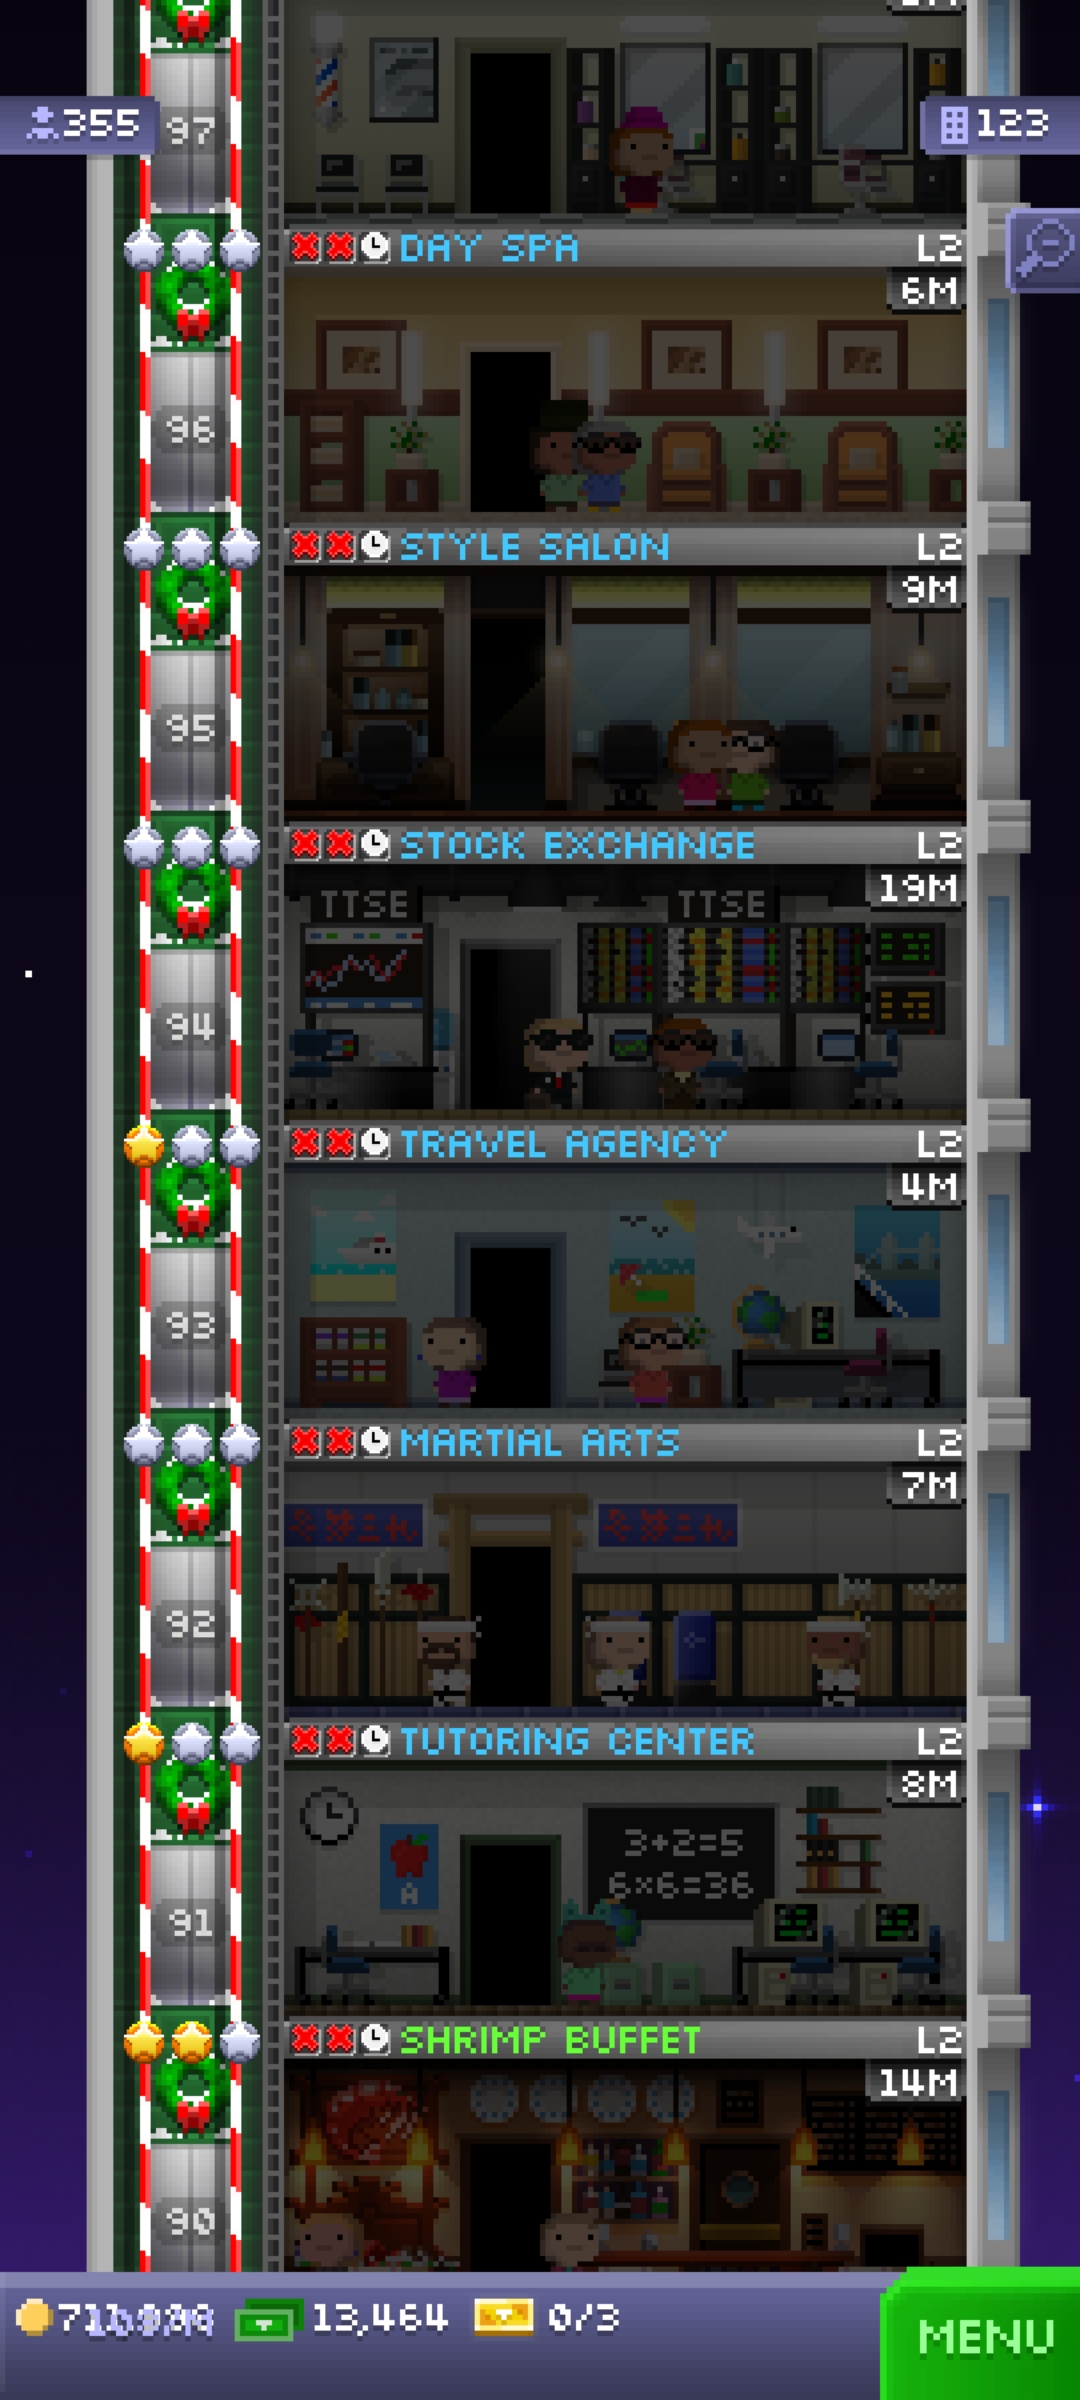 97
355
123
DAY SPA L2
6M
96
STYLE SALON L2
9M
95
STOCK EXCHANGE L2
19M
TTSE TTSE
94
TRAVEL AGENCY L2
4M
93
MARTIAL ARTS L2
7M
92
TUTORING CENTER L2
8M
3+2=5
6x6=36
A
91
SHRIMP BUFFET L2
14M
90
13,464
0/3
MENU